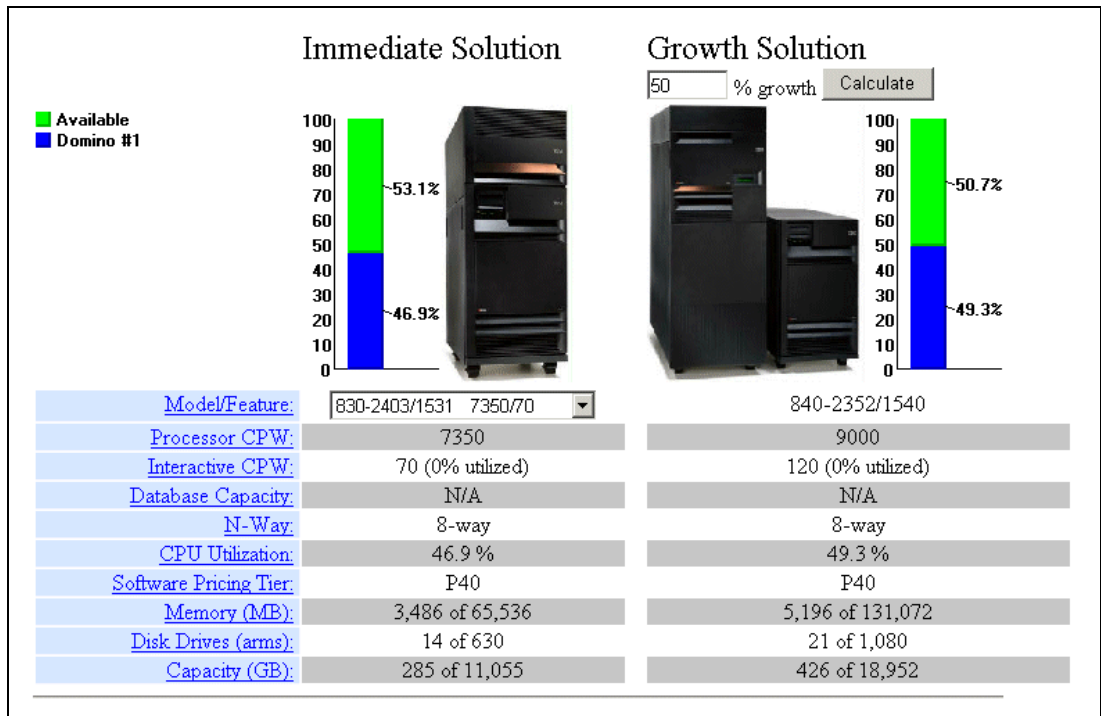 Immediate Solution
Growth Solution
50 % growth Calculate
Available
Domino #1
100
90
80
70
60
50
40
30
20
10
0
53.1%
46.9%
100
90
80
70
60
50
40
30
20
10
0
50.7%
49.3%
Model/Feature: 830-2403/1531 7350/70 840-2352/1540
Processor CPW: 7350 9000
Interactive CPW: 70 (0% utilized) 120 (0% utilized)
Database Capacity: N/A N/A
N-Way: 8-way 8-way
CPU Utilization: 46.9 % 49.3 %
Software Pricing Tier: P40 P40
Memory (MB): 3,486 of 65,536 5,196 of 131,072
Disk Drives (arms): 14 of 630 21 of 1,080
Capacity (GB): 285 of 11,055 426 of 18,952